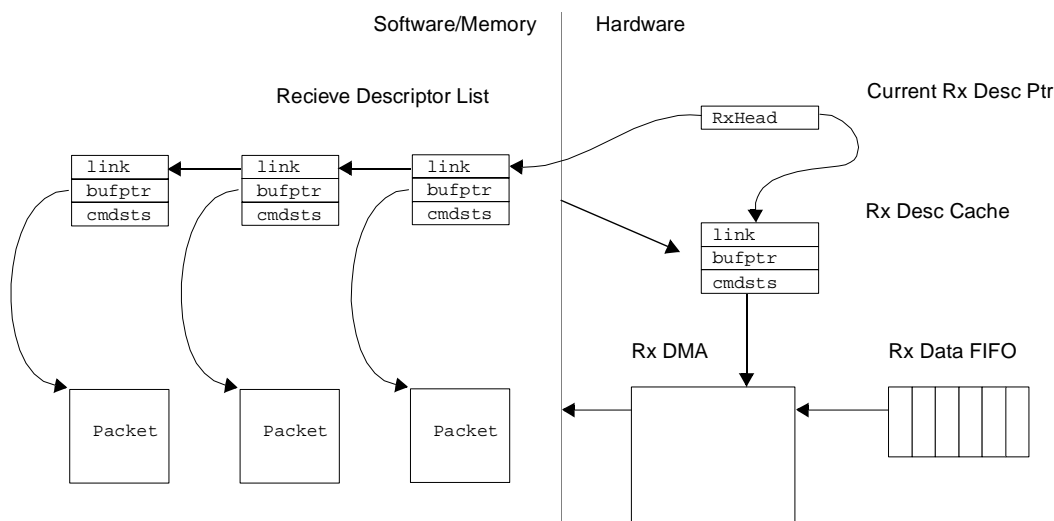 Software/Memory
Hardware
Recieve Descriptor List
Current Rx Desc Ptr
RxHead
link
bufptr
cmdsts
link
bufptr
cmdsts
link
bufptr
cmdsts
Rx Desc Cache
link
bufptr
cmdsts
Rx DMA
Rx Data FIFO
Packet
Packet
Packet